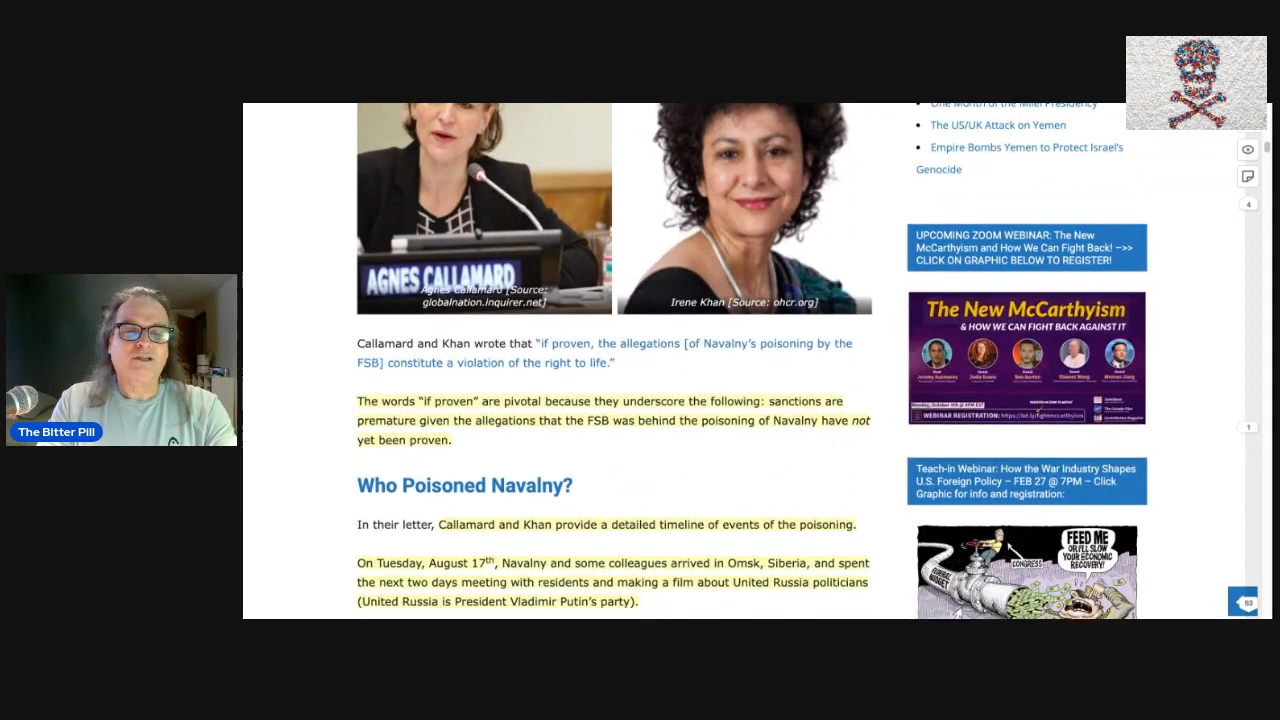 One Month of the Milei Presidency
The US/UK Attack on Yemen
Empire Bombs Yemen to Protect Israel's
Genocide
4
UPCOMING ZOOM WEBINAR: The New
McCarthyism and How We Can Fight Back! –>>
CLICK ON GRAPHIC BELOW TO REGISTER!
AGNES CALLAMARD
Agnes Callamard [Source:
globalnation.inquirer.net]
Irene Khan [Source: ohcr.org]
The New McCarthyism
& HOW WE CAN FIGHT BACK AGAINST IT
WEBINAR REGISTRATION: https://bit.ly/fightmccarthyism
Callamard and Khan wrote that “if proven, the allegations [of Navalny’s poisoning by the
FSB] constitute a violation of the right to life.”
The words “if proven” are pivotal because they underscore the following: sanctions are
premature given the allegations that the FSB was behind the poisoning of Navalny have not
yet been proven.
1
The Bitter Pill
Teach-in Webinar: How the War Industry Shapes
U.S. Foreign Policy – FEB 27 @ 7PM – Click
Graphic for info and registration:
Who Poisoned Navalny?
In their letter, Callamard and Khan provide a detailed timeline of events of the poisoning.
On Tuesday, August 17th, Navalny and some colleagues arrived in Omsk, Siberia, and spent
the next two days meeting with residents and making a film about United Russia politicians
(United Russia is President Vladimir Putin’s party).
FEED ME
OR I'LL SLOW
YOUR ECONOMIC
RECOVERY!
CONGRESS
BUDGET
53